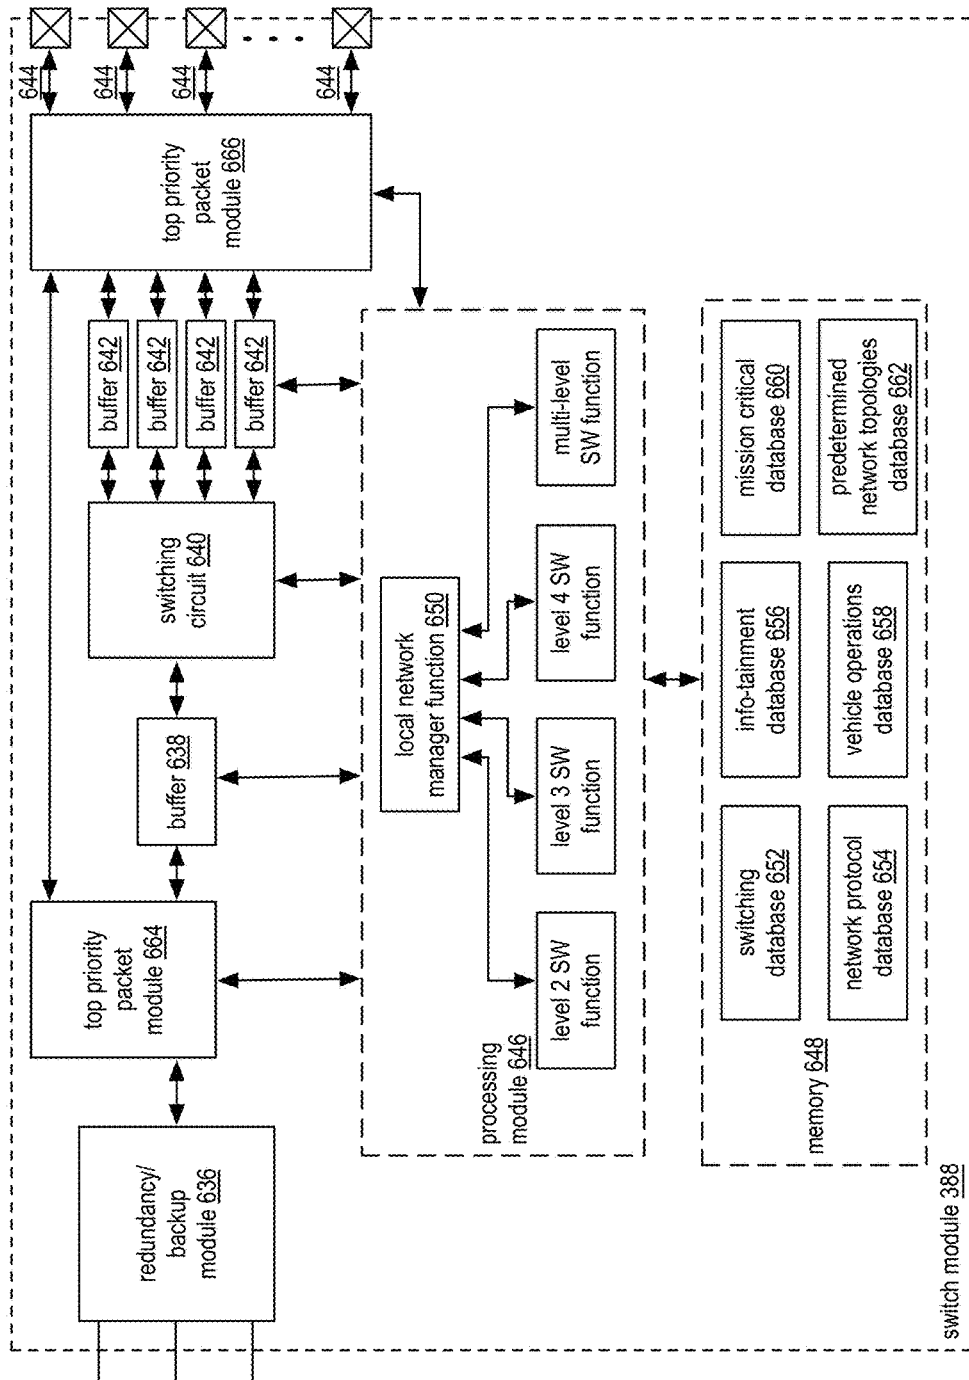 redundancy/
backup
module 636
top priority
packet
module 664
buffer 638
switching
circuit 640
buffer 642
buffer 642
buffer 642
buffer 642
top priority
packet
module 666
644
644
644
644
processing
module 646
local network
manager function 650
level 2 SW
function
level 3 SW
function
level 4 SW
function
multi-level
SW function
memory 648
switching
database 652
info-tainment
database 656
mission critical
database 660
network protocol
database 654
vehicle operations
database 658
predetermined
network topologies
database 662
switch module 388